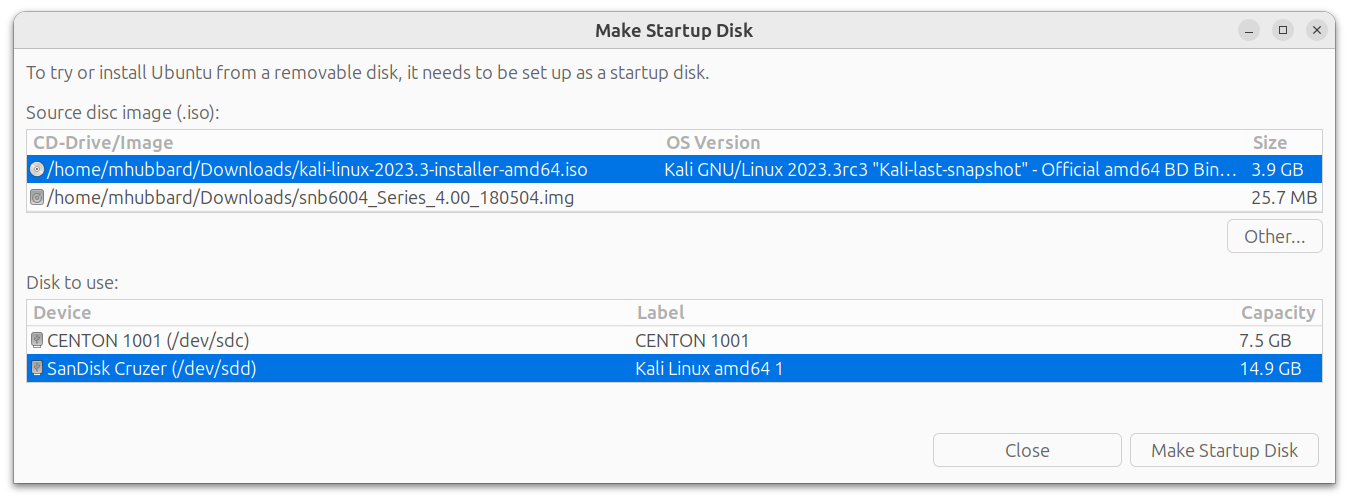 Make Startup Disk
To try or install Ubuntu from a removable disk, it needs to be set up as a startup disk.
Source disc image (.iso):
CD-Drive/Image OS Version Size
/home/mhubbard/Downloads/kali-linux-2023.3-installer-amd64.iso Kali GNU/Linux 2023.3rc3 "Kali-last-snapshot" - Official amd64 BD Bin... 3.9 GB
/home/mhubbard/Downloads/snb6004_Series_4.00_180504.img 25.7 MB
Other...
Disk to use:
Device Label Capacity
CENTON 1001 (/dev/sdc) CENTON 1001 7.5 GB
SanDisk Cruzer (/dev/sdd) Kali Linux amd64 1 14.9 GB
Close Make Startup Disk